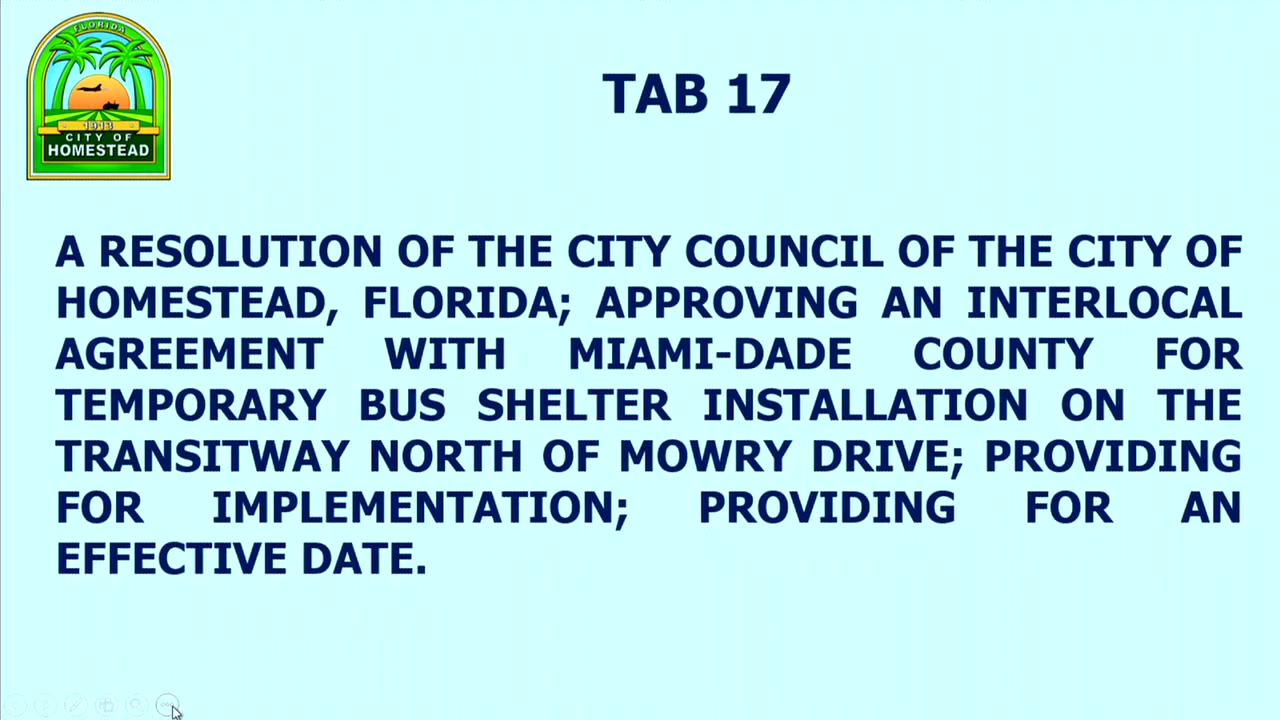 FLORIDA
1913
CITY OF
HOMESTEAD
TAB 17
A RESOLUTION OF THE CITY COUNCIL OF THE CITY OF
HOMESTEAD, FLORIDA; APPROVING AN INTERLOCAL
AGREEMENT WITH MIAMI-DADE COUNTY FOR
TEMPORARY BUS SHELTER INSTALLATION ON THE
TRANSITWAY NORTH OF MOWRY DRIVE; PROVIDING
FOR IMPLEMENTATION; PROVIDING FOR AN
EFFECTIVE DATE.